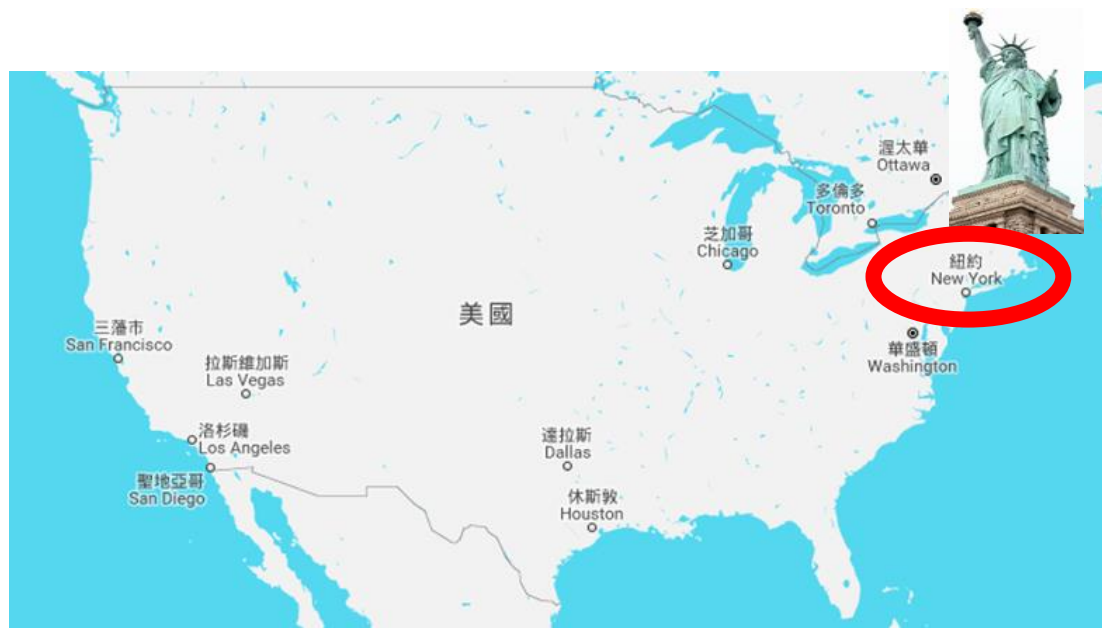 渥太華
Ottawa
多倫多
Toronto
芝加哥
Chicago
紐約
New York
美國
三藩市
San Francisco
華盛頓
Washington
拉斯維加斯
Las Vegas
洛杉磯
Los Angeles
達拉斯
Dallas
聖地亞哥
San Diego
休斯敦
Houston